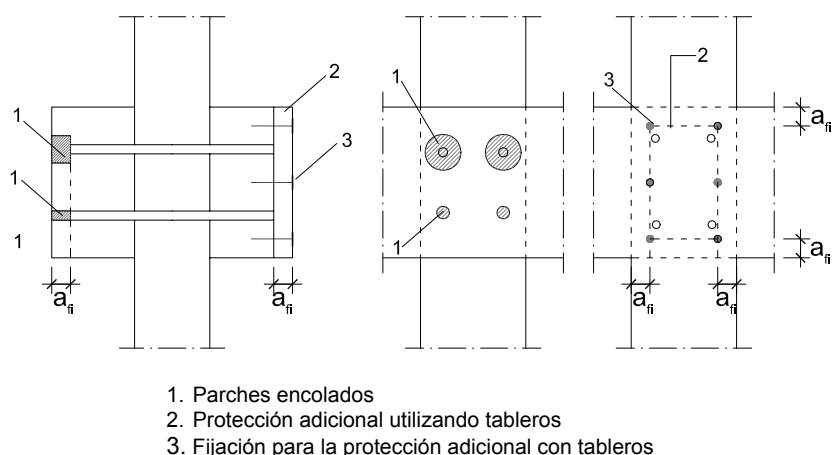 2
1
3
1
1
a_fi
a_fi
1
1
3
2
a_fi
a_fi
a_fi
a_fi
1. Parches encolados
2. Protección adicional utilizando tableros
3. Fijación para la protección adicional con tableros